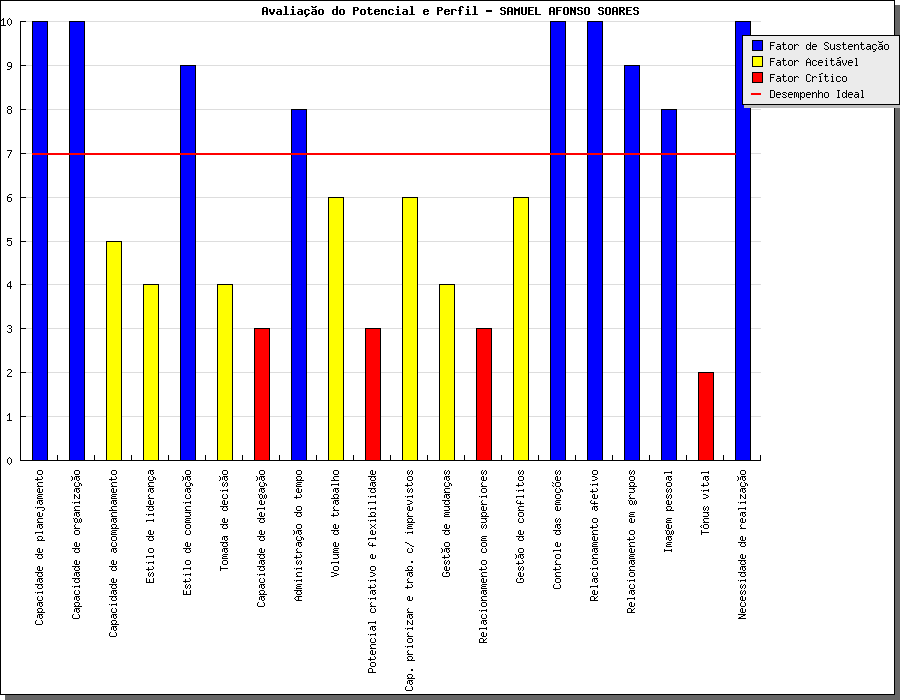 Avaliação do Potencial e Perfil - SAMUEL AFONSO SOARES
Fator de Sustentação
Fator Aceitável
Fator Crítico
Desempenho Ideal
10
9
8
7
6
5
4
3
2
1
0
Capacidade de planejamento
Capacidade de organização
Capacidade de acompanhamento
Estilo de liderança
Estilo de comunicação
Tomada de decisão
Capacidade de delegação
Administração do tempo
Volume de trabalho
Potencial criativo e flexibilidade
Cap. priorizar e trab. c/ imprevistos
Gestão de mudanças
Relacionamento com superiores
Gestão de conflitos
Controle das emoções
Relacionamento afetivo
Relacionamento em grupos
Imagem pessoal
Tônus vital
Necessidade de realização